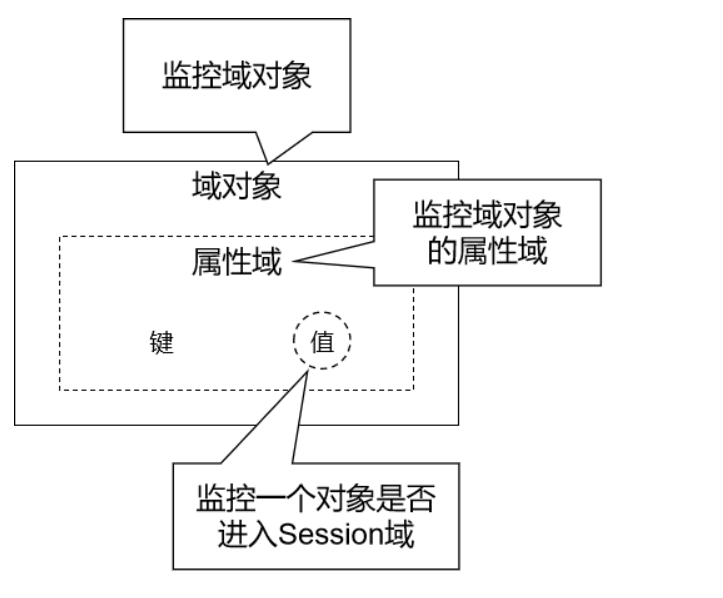 监控域对象
域对象
监控域对象
的属性域
属性域
键
值
监控一个对象是否
进入Session域